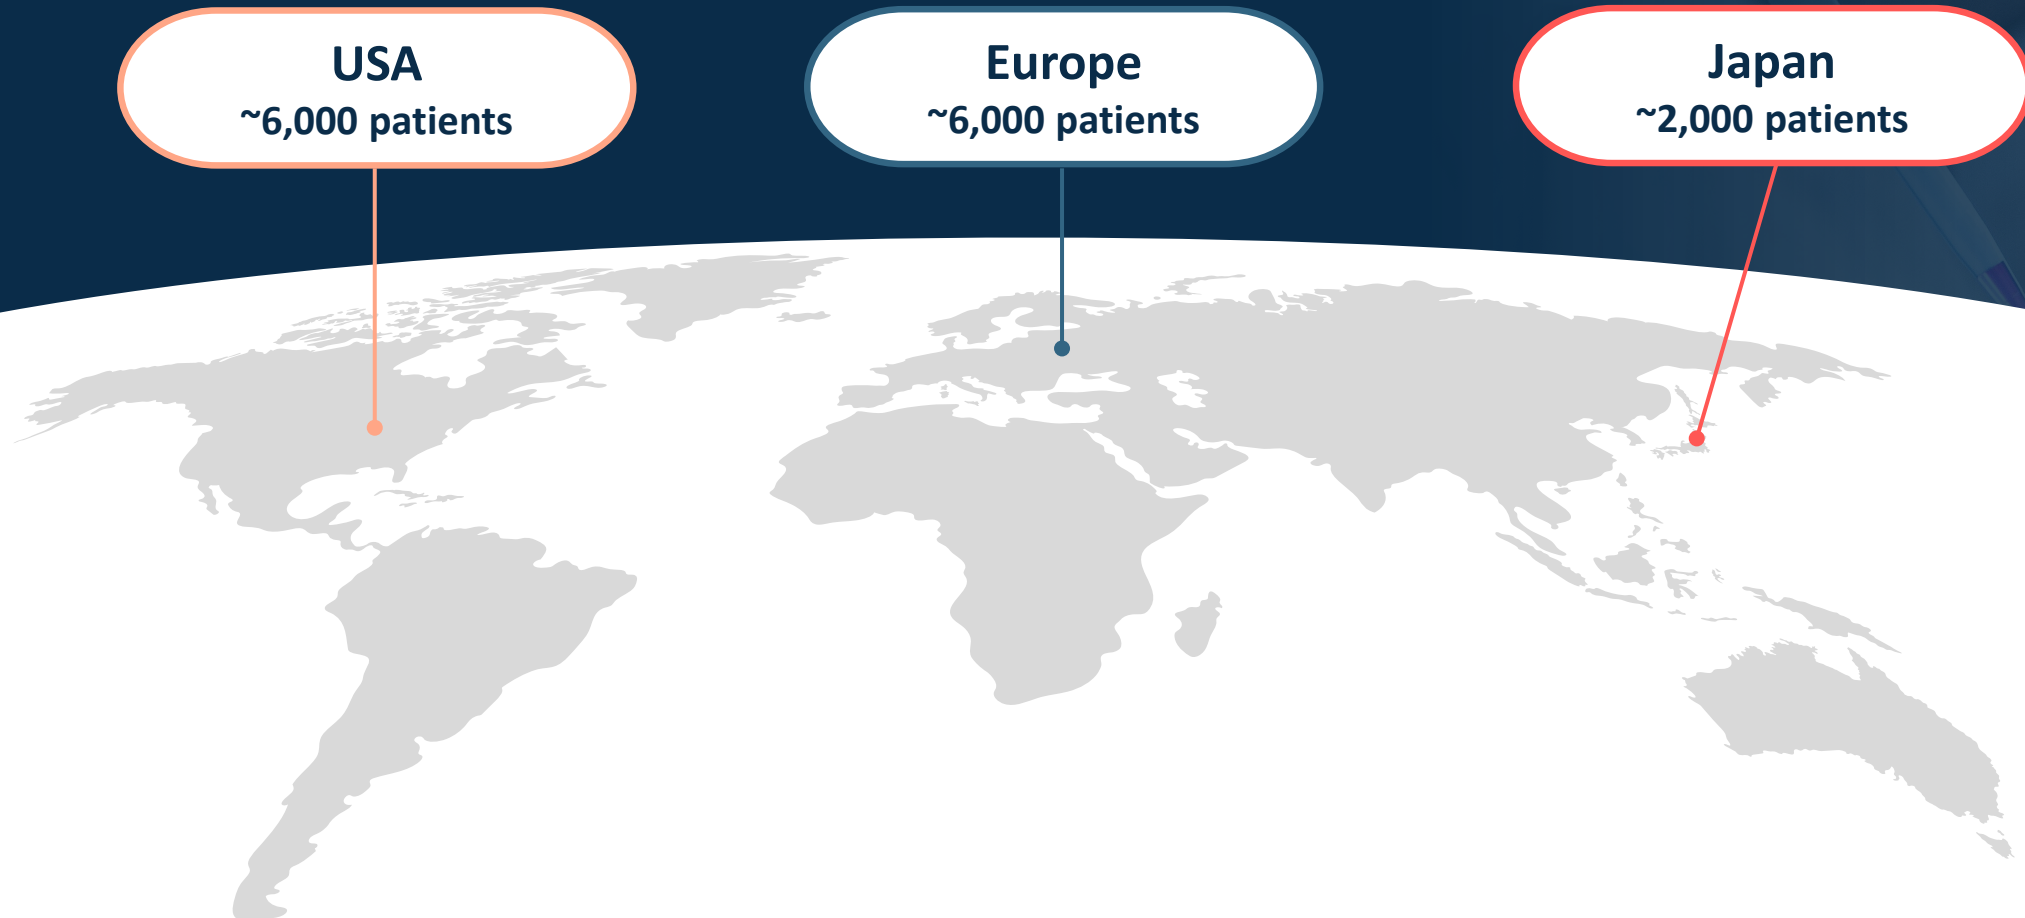 USA
~6,000 patients
Europe
~6,000 patients
Japan
~2,000 patients